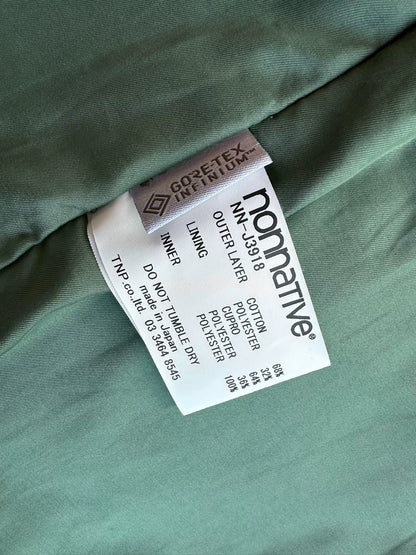 GORE-TEX
INFINIUM™
nonnative®
NN-J3918
OUTER LAYER COTTON 68%
POLYESTER 32%
LINING CUPRO 64%
POLYESTER 36%
INNER POLYESTER 100%
DO NOT TUMBLE DRY
made in Japan
TNP.co.,ltd. 03 3464 8545